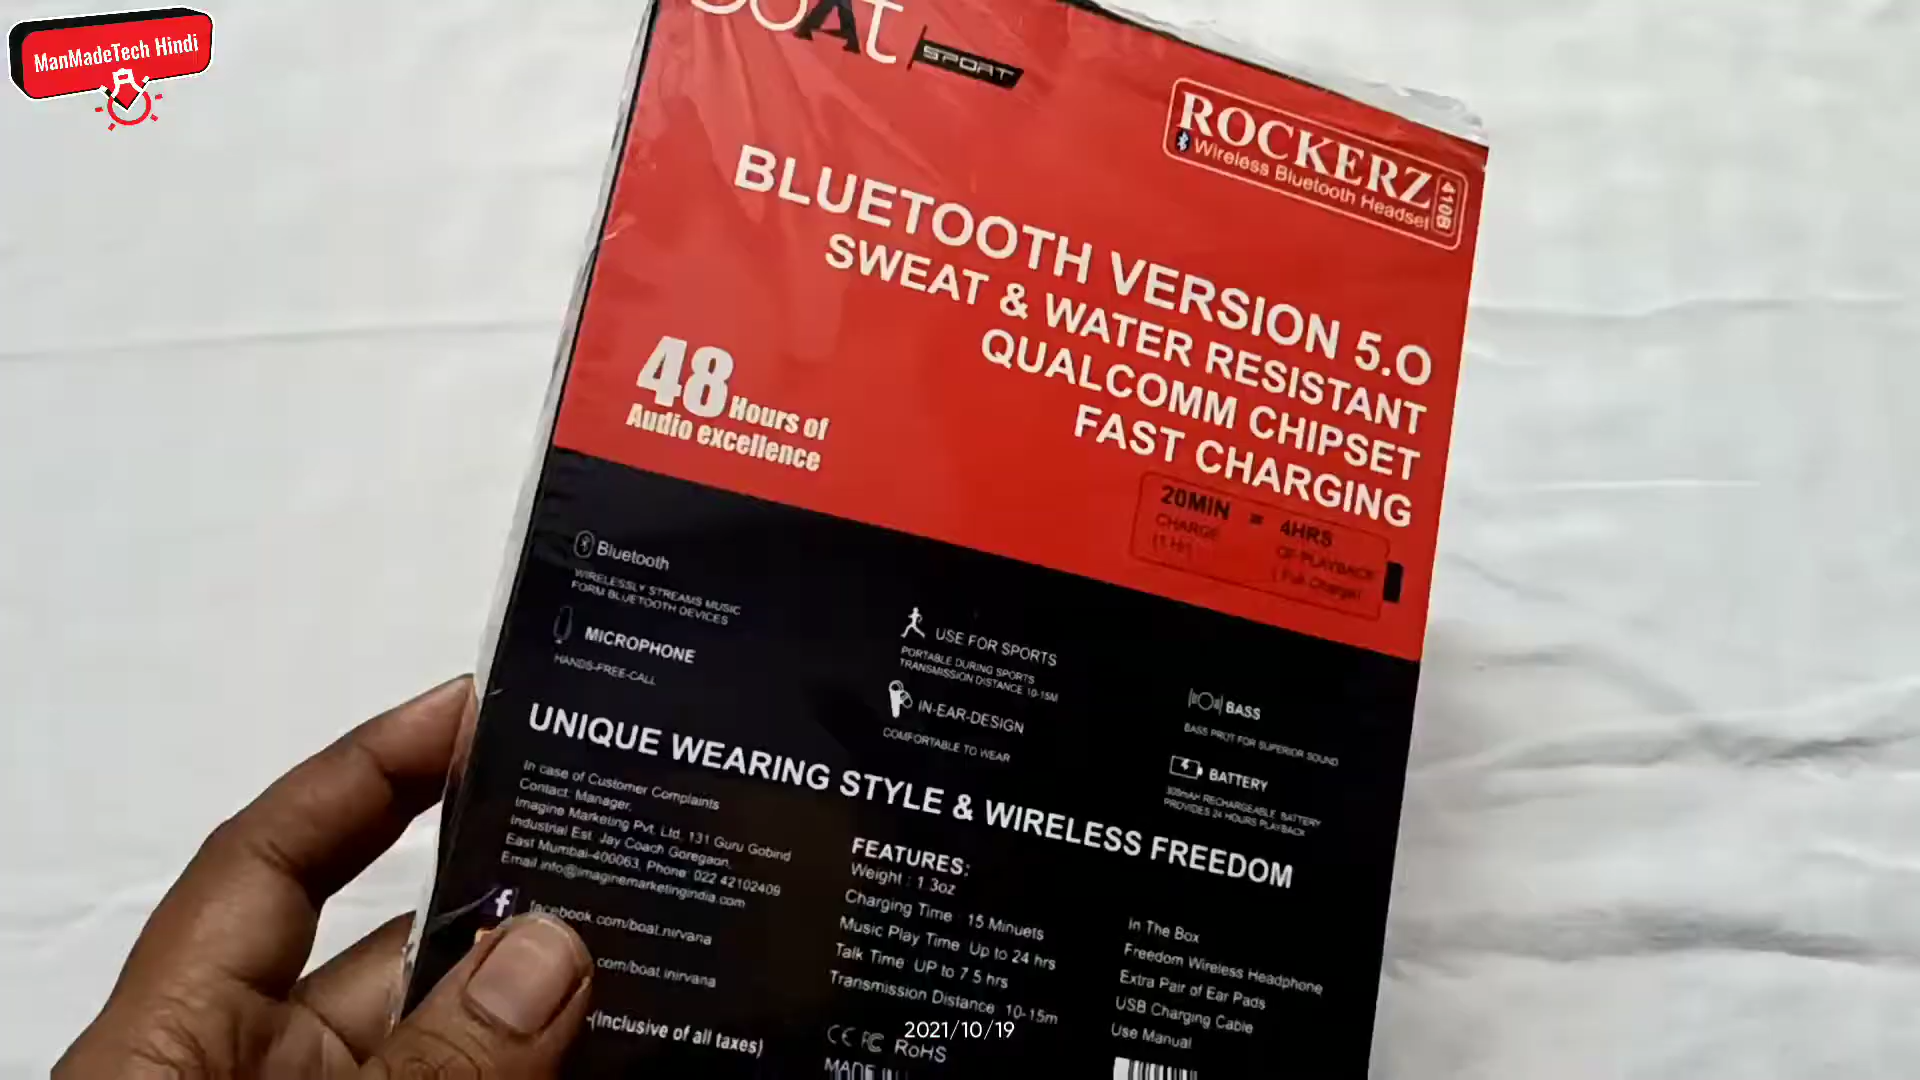 ManMadeTech Hindi
boAt SPORT
ROCKERZ
Wireless Bluetooth Headset
410B
BLUETOOTH VERSION 5.0
SWEAT & WATER RESISTANT
QUALCOMM CHIPSET
FAST CHARGING
48 Hours of
Audio excellence
20MIN = 4HRS
CHARGE OF PLAYBACK
(1 Hr) ( Full Charge)
Bluetooth
WIRELESSLY STREAMS MUSIC
FORM BLUETOOTH DEVICES
MICROPHONE
HANDS-FREE-CALL
USE FOR SPORTS
PORTABLE DURING SPORTS
TRANSMISSION DISTANCE 10-15M
IN-EAR-DESIGN
COMFORTABLE TO WEAR
BASS
BASS PROT FOR SUPERIOR SOUND
BATTERY
RECHARGEABLE BATTERY
PROVIDES 24 HOURS PLAYBACK
UNIQUE WEARING STYLE & WIRELESS FREEDOM
In case of Customer Complaints
Contact: Manager,
Imagine Marketing Pvt. Ltd. 131 Guru Gobind
Industrial Est. Jay Coach Goregaon,
East Mumbai-400063, Phone: 022 42102409
Email.info@imaginemarketingindia.com
facebook.com/boat.nirvana
.com/boat.inirvana
-(Inclusive of all taxes)
FEATURES:
Weight : 1.3oz
Charging Time : 15 Minuets
Music Play Time Up to 24 hrs
Talk Time UP to 7.5 hrs
Transmission Distance 10-15m
CE FC RoHS
MADE IN
In The Box
Freedom Wireless Headphone
Extra Pair of Ear Pads
USB Charging Cable
Use Manual
2021/10/19